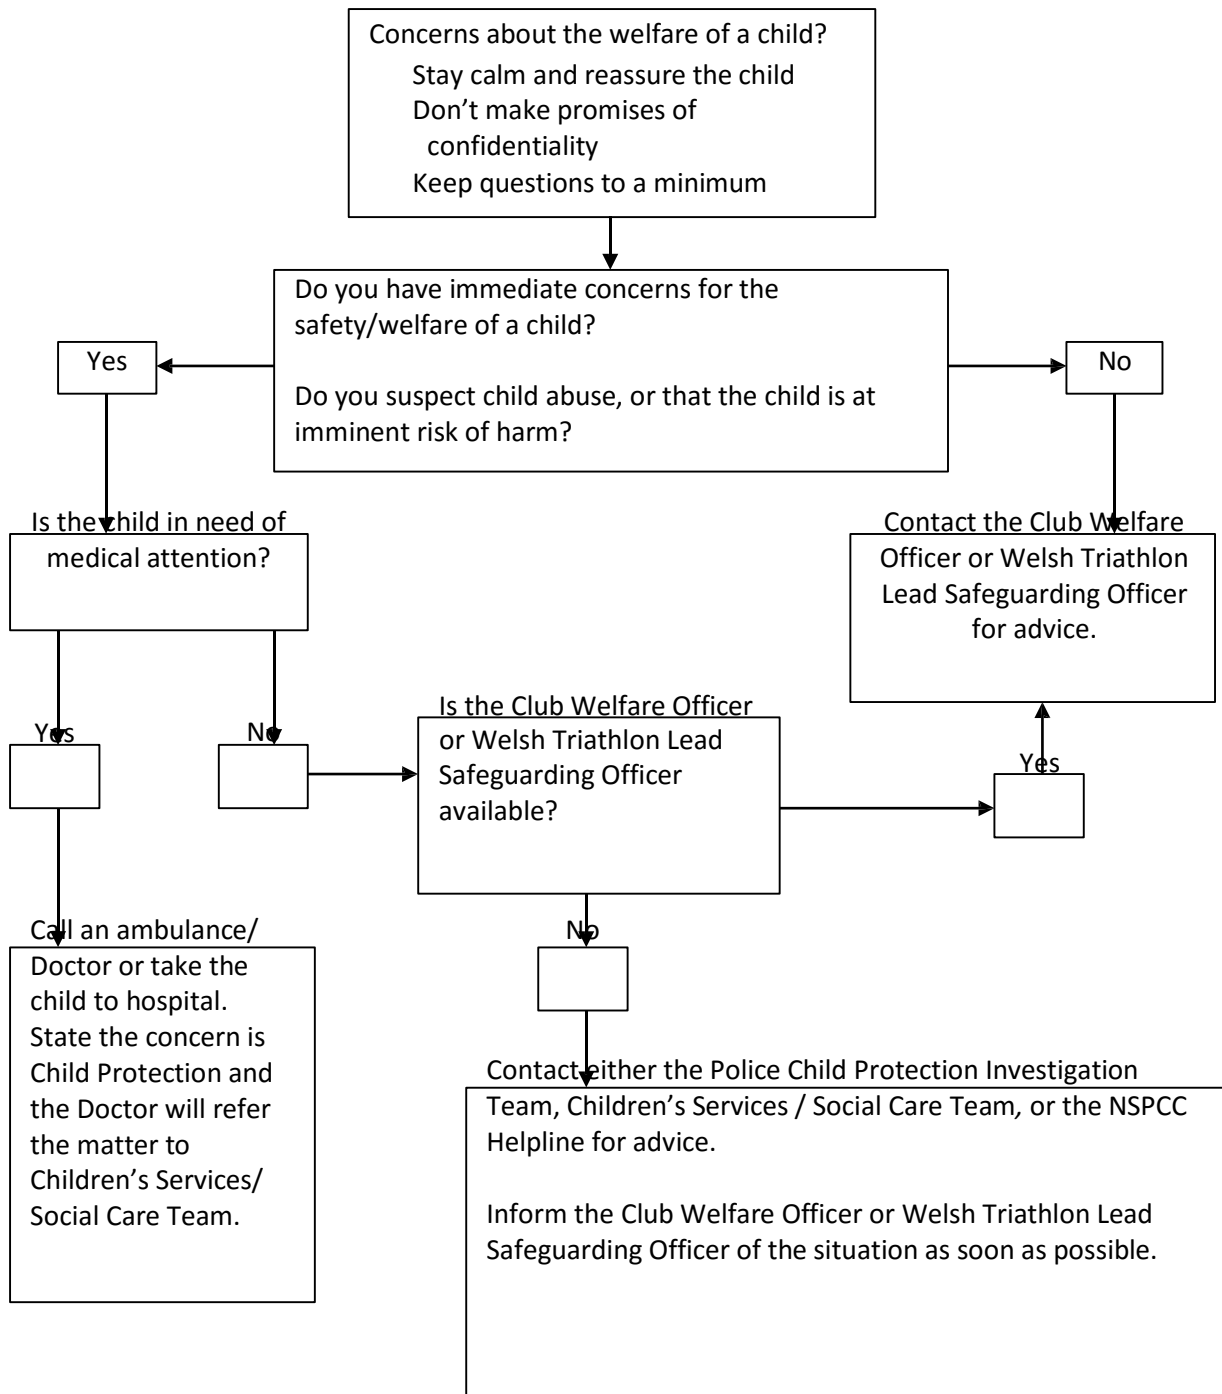 Concerns about the welfare of a child?
Stay calm and reassure the child
Don’t make promises of
confidentiality
Keep questions to a minimum
Do you have immediate concerns for the
safety/welfare of a child?
Do you suspect child abuse, or that the child is at
imminent risk of harm?
Yes
No
Is the child in need of
medical attention?
Contact the Club Welfare
Officer or Welsh Triathlon
Lead Safeguarding Officer
for advice.
Yes
No
Is the Club Welfare Officer
or Welsh Triathlon Lead
Safeguarding Officer
available?
Yes
No
Call an ambulance/
Doctor or take the
child to hospital.
State the concern is
Child Protection and
the Doctor will refer
the matter to
Children’s Services/
Social Care Team.
Contact either the Police Child Protection Investigation
Team, Children’s Services / Social Care Team, or the NSPCC
Helpline for advice.
Inform the Club Welfare Officer or Welsh Triathlon Lead
Safeguarding Officer of the situation as soon as possible.